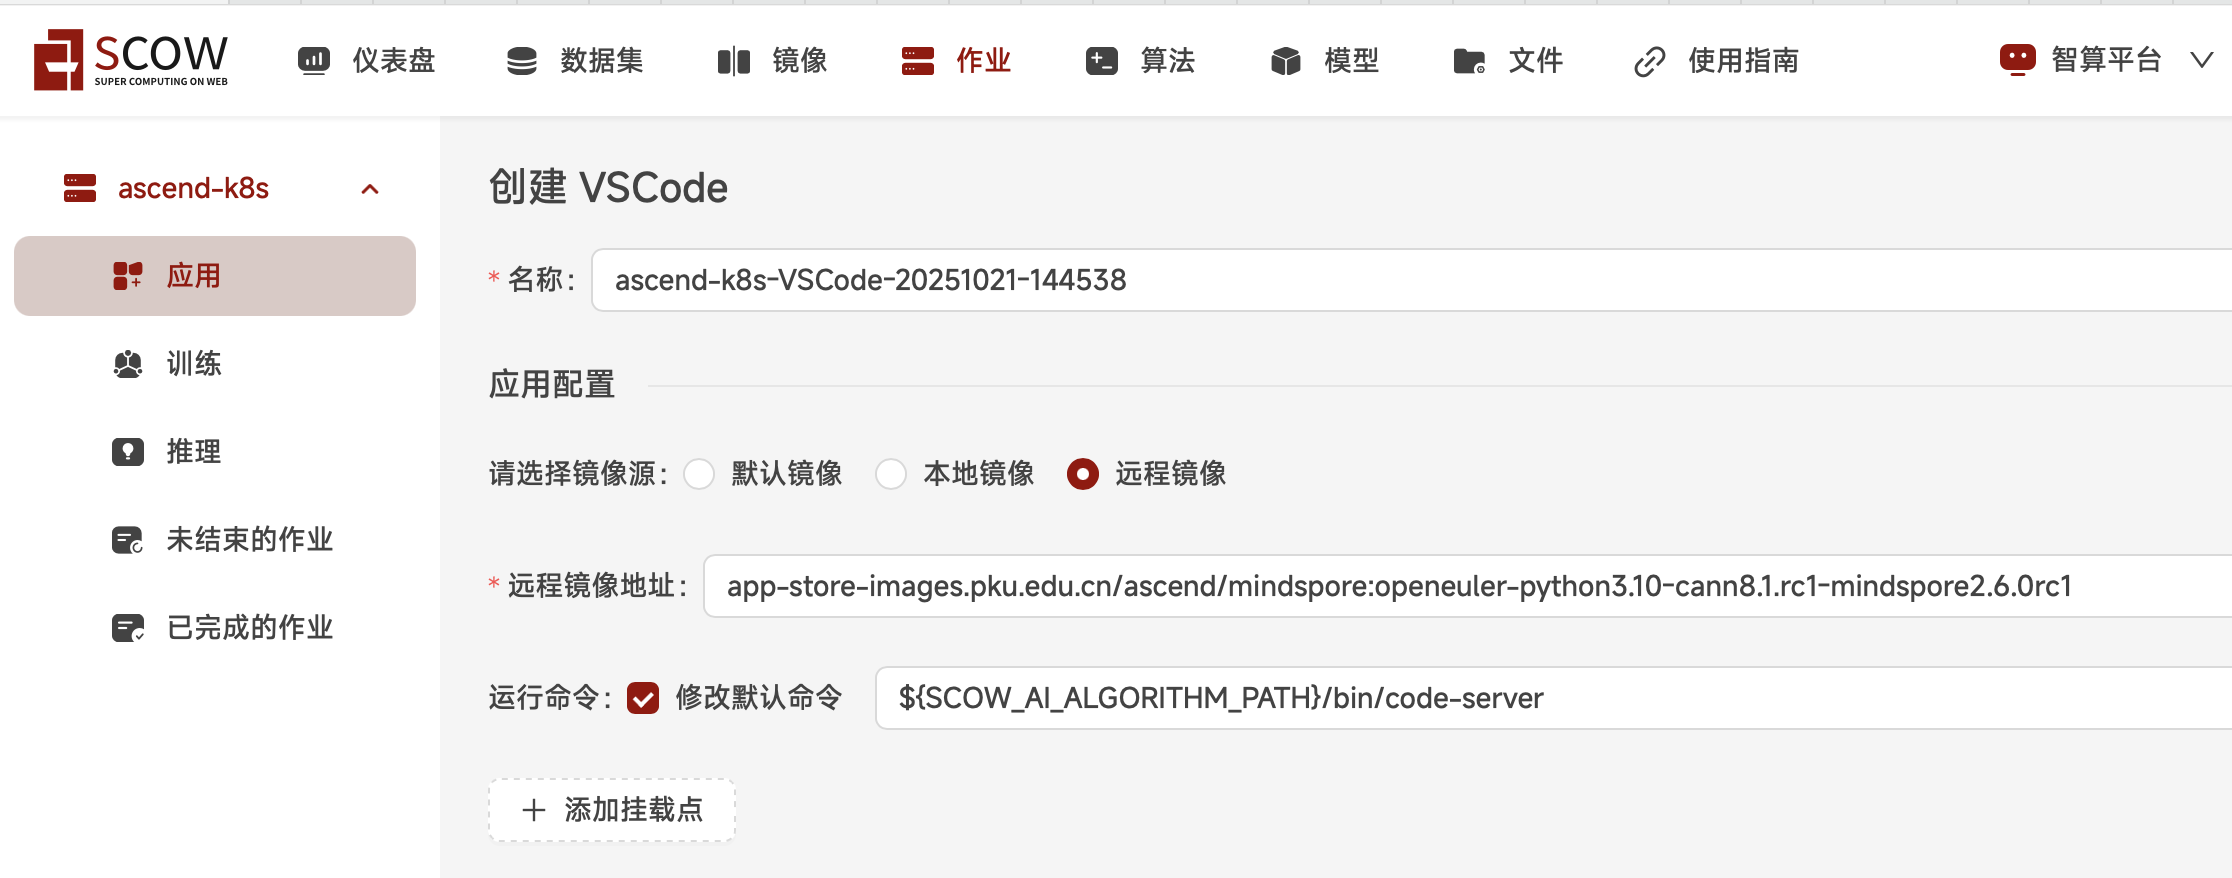 SCOW
SUPER COMPUTING ON WEB
仪表盘 数据集 镜像 作业 算法 模型 文件 使用指南 智算平台
ascend-k8s
应用
训练
推理
未结束的作业
已完成的作业
创建 VSCode
* 名称: ascend-k8s-VSCode-20251021-144538
应用配置
请选择镜像源: 默认镜像 本地镜像 远程镜像
* 远程镜像地址: app-store-images.pku.edu.cn/ascend/mindspore:openeuler-python3.10-cann8.1.rc1-mindspore2.6.0rc1
运行命令: 修改默认命令 ${SCOW_AI_ALGORITHM_PATH}/bin/code-server
+ 添加挂载点